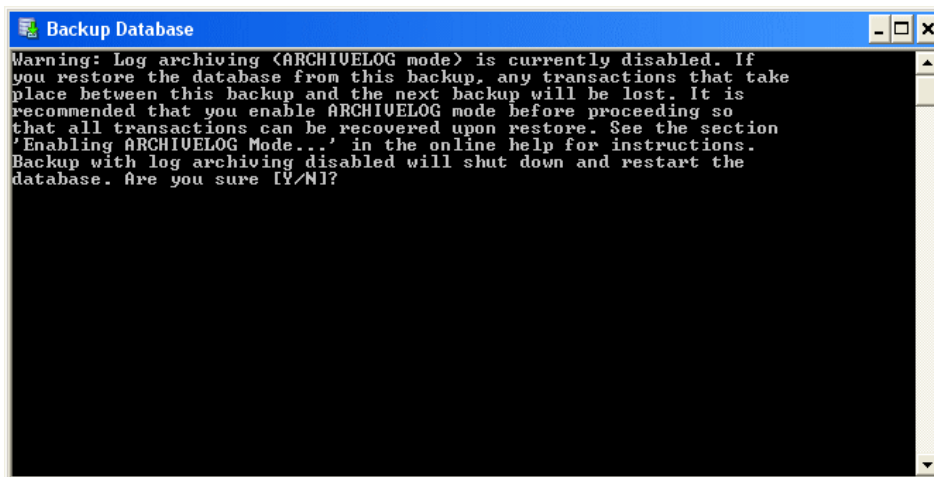 Backup Database
Warning: Log archiving (ARCHIVELOG mode) is currently disabled. If
you restore the database from this backup, any transactions that take
place between this backup and the next backup will be lost. It is
recommended that you enable ARCHIVELOG mode before proceeding so
that all transactions can be recovered upon restore. See the section
'Enabling ARCHIVELOG Mode...' in the online help for instructions.
Backup with log archiving disabled will shut down and restart the
database. Are you sure [Y/N]?